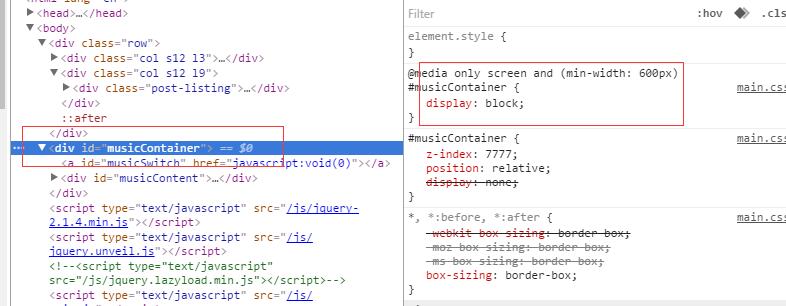 <html lang="en">
▶<head>…</head>
▼<body>
▼<div class="row">
▶<div class="col s12 l3">…</div>
▼<div class="col s12 l9">
▶<div class="post-listing">…</div>
</div>
::after
</div>
… ▼<div id="musicContainer"> == $0
<a id="musicSwitch" href="javascript:void(0)"></a>
▶<div id="musicContent">…</div>
</div>
<script type="text/javascript" src="/js/jquery-
2.1.4.min.js"></script>
<script type="text/javascript" src="/js/
jquery.unveil.js"></script>
<!--<script type="text/javascript"
src="/js/jquery.lazyload.min.js"></script>-->
Filter :hov .cls
element.style {
}
@media only screen and (min-width: 600px)
#musicContainer { main.css
display: block;
}
#musicContainer { main.css
z-index: 7777;
position: relative;
display: none;
}
*, *:before, *:after { main.css
-webkit-box-sizing: border-box;
-moz-box-sizing: border-box;
-ms-box-sizing: border-box;
box-sizing: border-box;
}